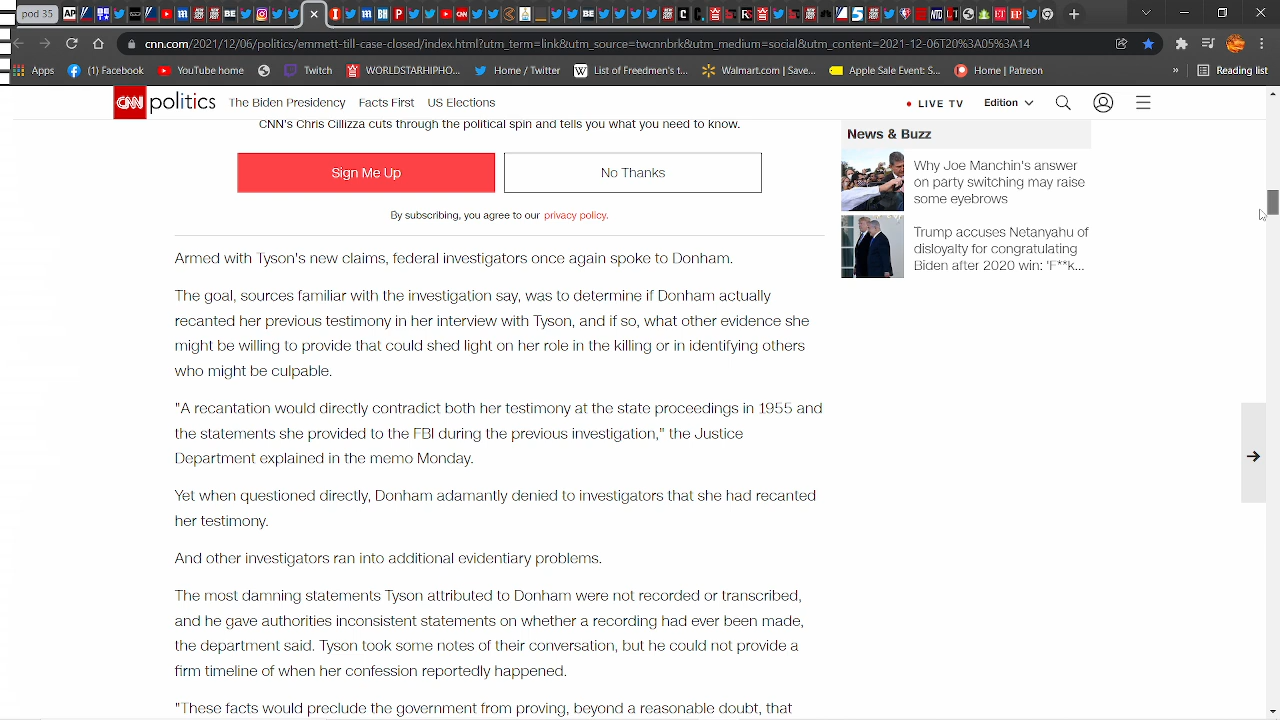 pod 35
cnn.com/2021/12/06/politics/emmett-till-case-closed/index.html?utm_term=link&utm_source=twcnnbrk&utm_medium=social&utm_content=2021-12-06T20%3A05%3A14
Apps (1) Facebook YouTube home Twitch WORLDSTARHIPHO... Home / Twitter List of Freedmen's t... Walmart.com | Save... Apple Sale Event: S... Home | Patreon » Reading list
CNN politics The Biden Presidency Facts First US Elections LIVE TV Edition
CNN's Chris Cillizza cuts through the political spin and tells you what you need to know.
Sign Me Up No Thanks
By subscribing, you agree to our privacy policy.
Armed with Tyson's new claims, federal investigators once again spoke to Donham.
The goal, sources familiar with the investigation say, was to determine if Donham actually
recanted her previous testimony in her interview with Tyson, and if so, what other evidence she
might be willing to provide that could shed light on her role in the killing or in identifying others
who might be culpable.
"A recantation would directly contradict both her testimony at the state proceedings in 1955 and
the statements she provided to the FBI during the previous investigation," the Justice
Department explained in the memo Monday.
Yet when questioned directly, Donham adamantly denied to investigators that she had recanted
her testimony.
And other investigators ran into additional evidentiary problems.
The most damning statements Tyson attributed to Donham were not recorded or transcribed,
and he gave authorities inconsistent statements on whether a recording had ever been made,
the department said. Tyson took some notes of their conversation, but he could not provide a
firm timeline of when her confession reportedly happened.
"These facts would preclude the government from proving, beyond a reasonable doubt, that
News & Buzz
Why Joe Manchin's answer
on party switching may raise
some eyebrows
Trump accuses Netanyahu of
disloyalty for congratulating
Biden after 2020 win: 'F**k...